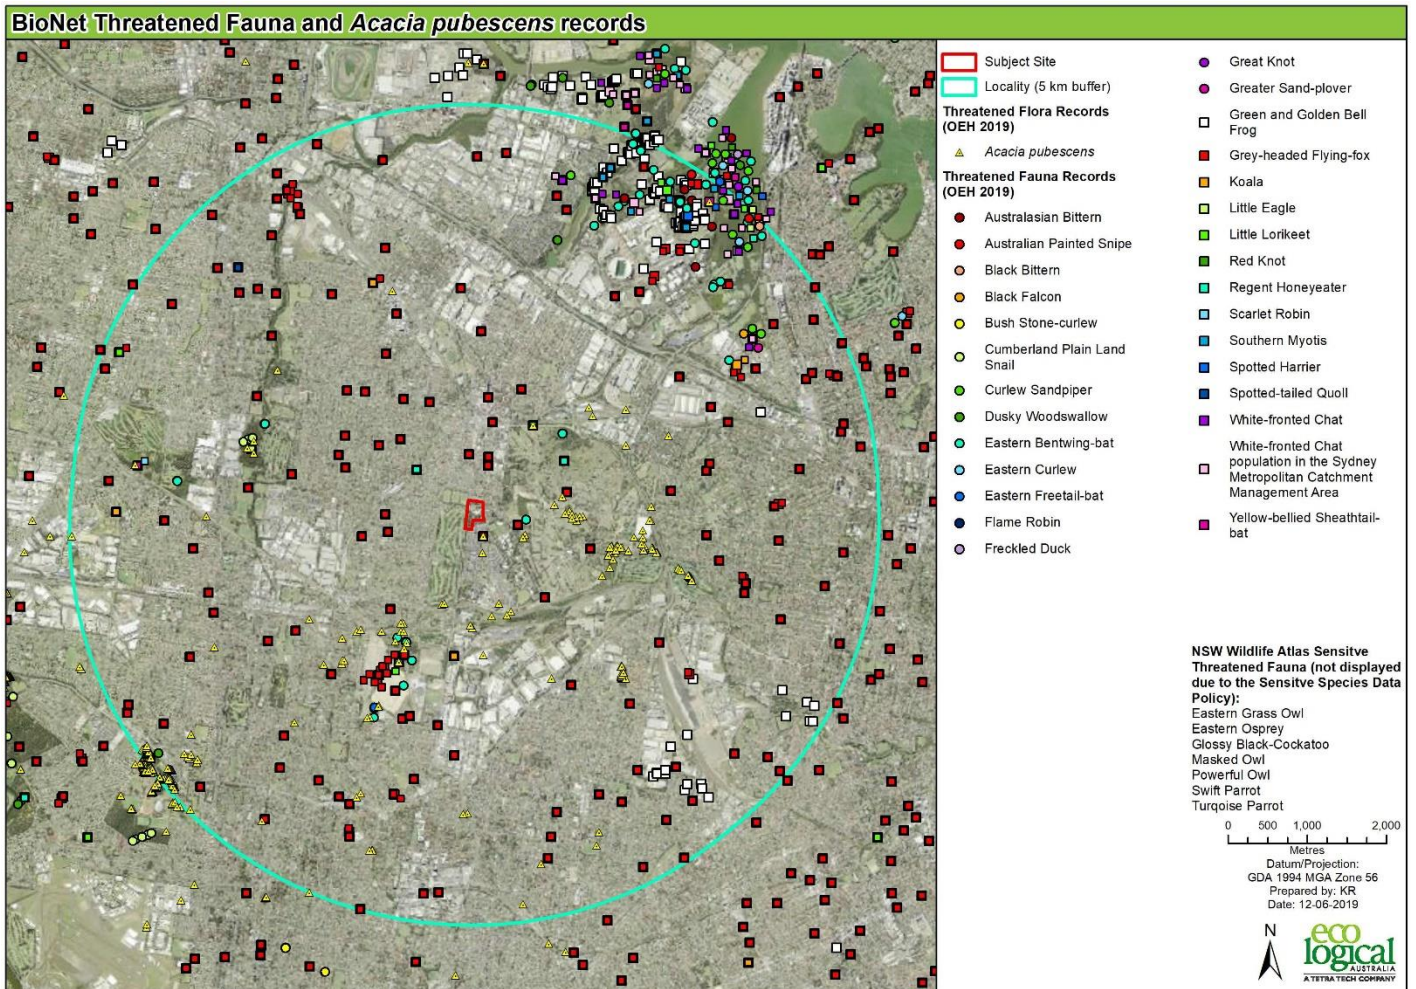 BioNet Threatened Fauna and Acacia pubescens records
Subject Site
Locality (5 km buffer)
Threatened Flora Records
(OEH 2019)
Acacia pubescens
Threatened Fauna Records
(OEH 2019)
Australasian Bittern
Australian Painted Snipe
Black Bittern
Black Falcon
Bush Stone-curlew
Cumberland Plain Land
Snail
Curlew Sandpiper
Dusky Woodswallow
Eastern Bentwing-bat
Eastern Curlew
Eastern Freetail-bat
Flame Robin
Freckled Duck
Great Knot
Greater Sand-plover
Green and Golden Bell
Frog
Grey-headed Flying-fox
Koala
Little Eagle
Little Lorikeet
Red Knot
Regent Honeyeater
Scarlet Robin
Southern Myotis
Spotted Harrier
Spotted-tailed Quoll
White-fronted Chat
White-fronted Chat
population in the Sydney
Metropolitan Catchment
Management Area
Yellow-bellied Sheathtail-
bat
NSW Wildlife Atlas Sensitve
Threatened Fauna (not displayed
due to the Sensitve Species Data
Policy):
Eastern Grass Owl
Eastern Osprey
Glossy Black-Cockatoo
Masked Owl
Powerful Owl
Swift Parrot
Turqoise Parrot
0 500 1,000 2,000
Metres
Datum/Projection:
GDA 1994 MGA Zone 56
Prepared by: KR
Date: 12-06-2019
N
eco
logical
AUSTRALIA
A TETRA TECH COMPANY